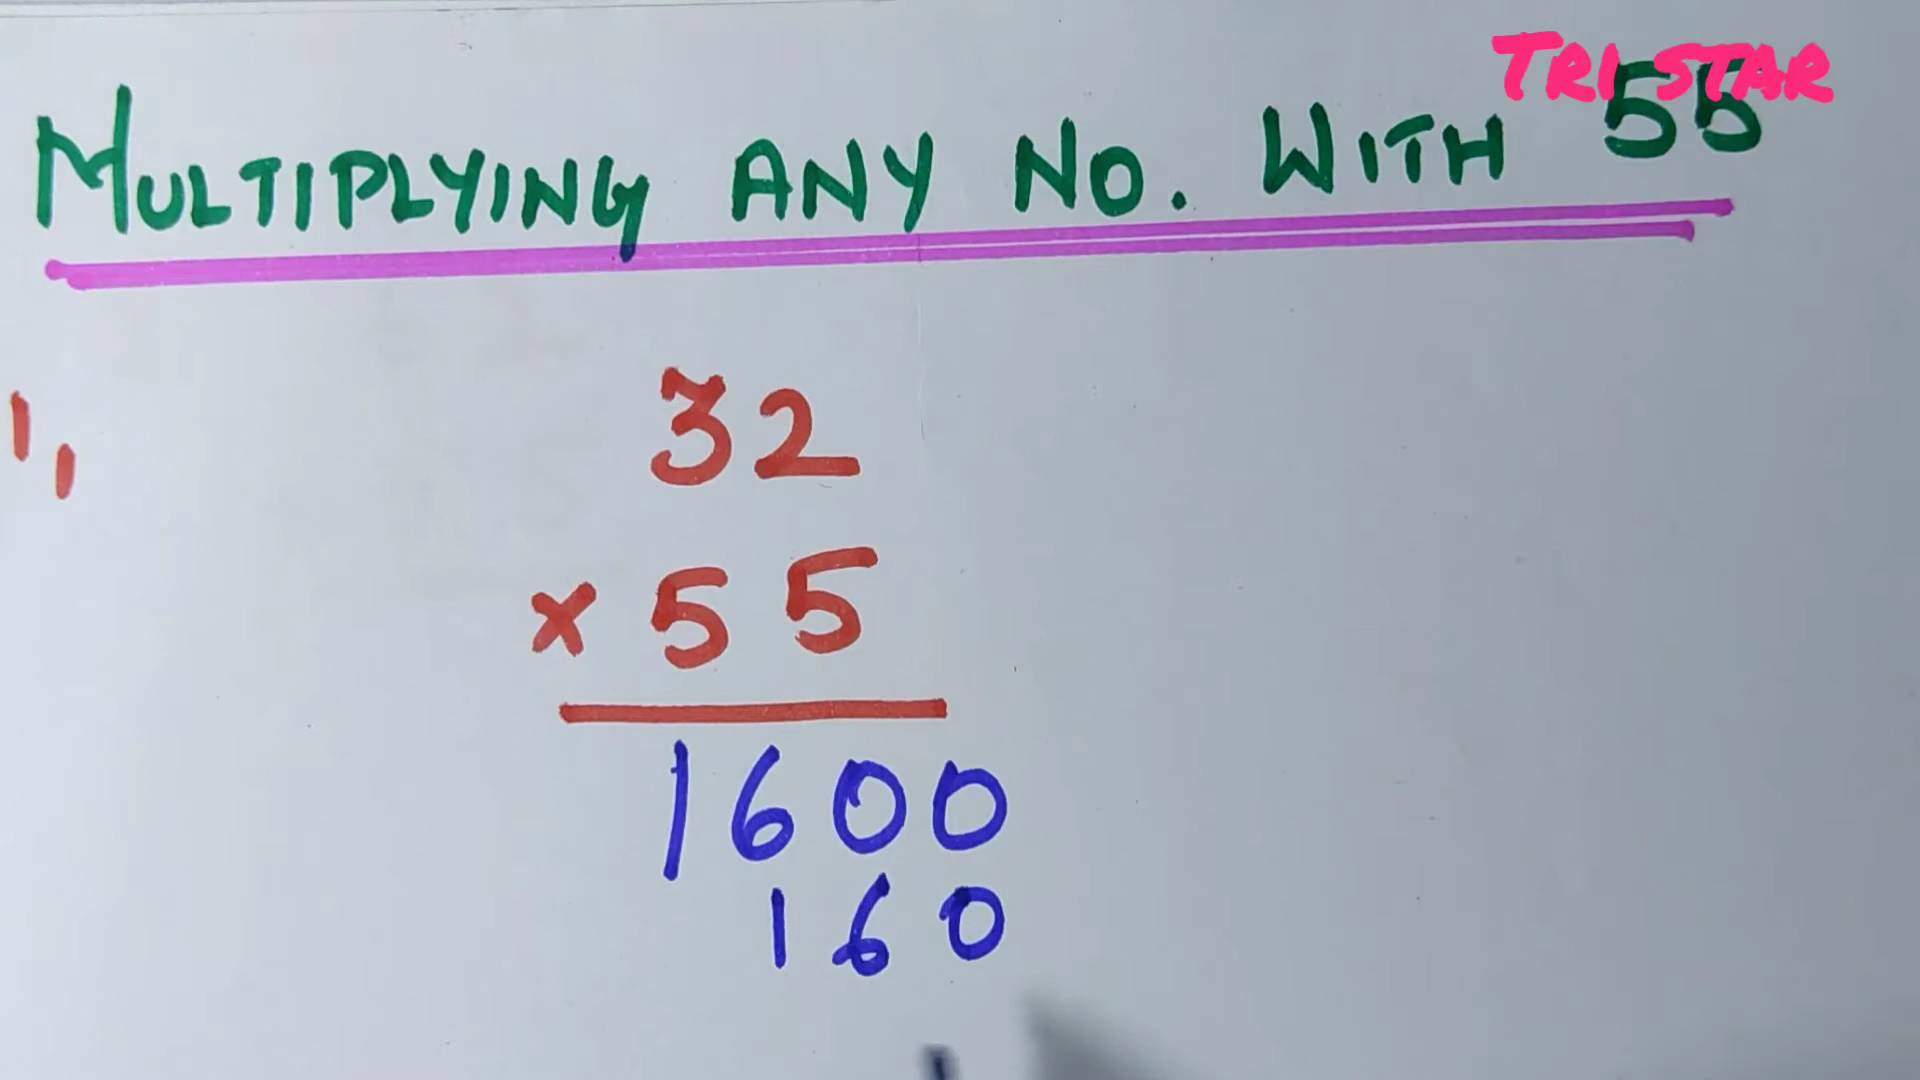 TRI STAR
MULTIPLYING ANY NO. WITH 55
1,
32
× 55
1600
160